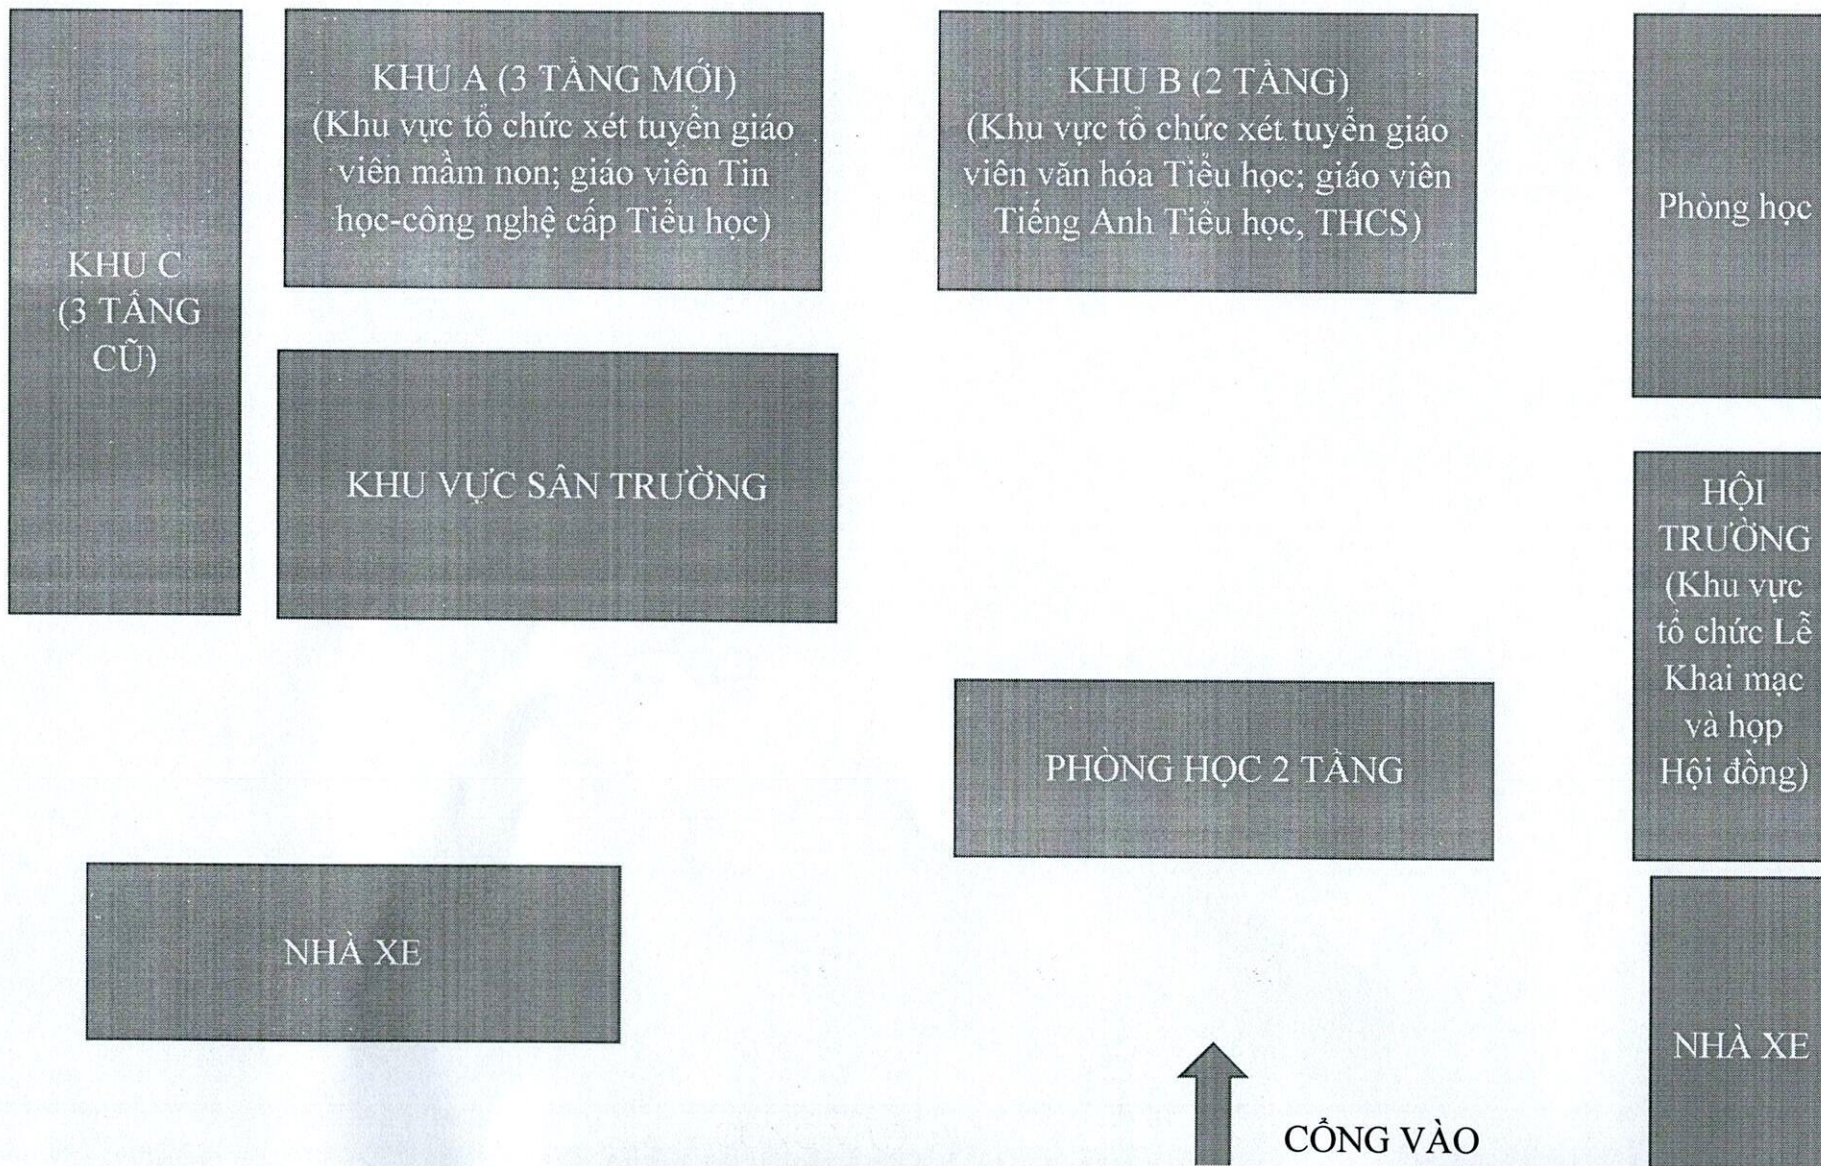 KHU C
(3 TẦNG
CŨ)
KHU A (3 TẦNG MỚI)
(Khu vực tổ chức xét tuyển giáo
viên mầm non; giáo viên Tin
học-công nghệ cấp Tiểu học)
KHU B (2 TẦNG)
(Khu vực tổ chức xét tuyển giáo
viên văn hóa Tiểu học; giáo viên
Tiếng Anh Tiểu học, THCS)
Phòng học
KHU VỰC SÂN TRƯỜNG
HỘI
TRƯỜNG
(Khu vực
tổ chức Lễ
Khai mạc
và họp
Hội đồng)
PHÒNG HỌC 2 TẦNG
NHÀ XE
NHÀ XE
CỔNG VÀO